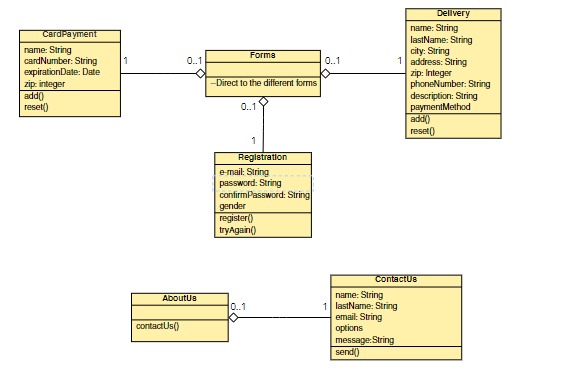 CardPayment
name: String
cardNumber: String
expirationDate: Date
zip: integer
add()
reset()
1
0..1
Forms
--Direct to the different forms
0..1
1
Delivery
name: String
lastName: String
city: String
address: String
zip: Integer
phoneNumber: String
description: String
paymentMethod
add()
reset()
0..1
1
Registration
e-mail: String
password: String
confirmPassword: String
gender
register()
tryAgain()
AboutUs
contactUs()
0..1
1
ContactUs
name: String
lastName: String
email: String
options
message:String
send()